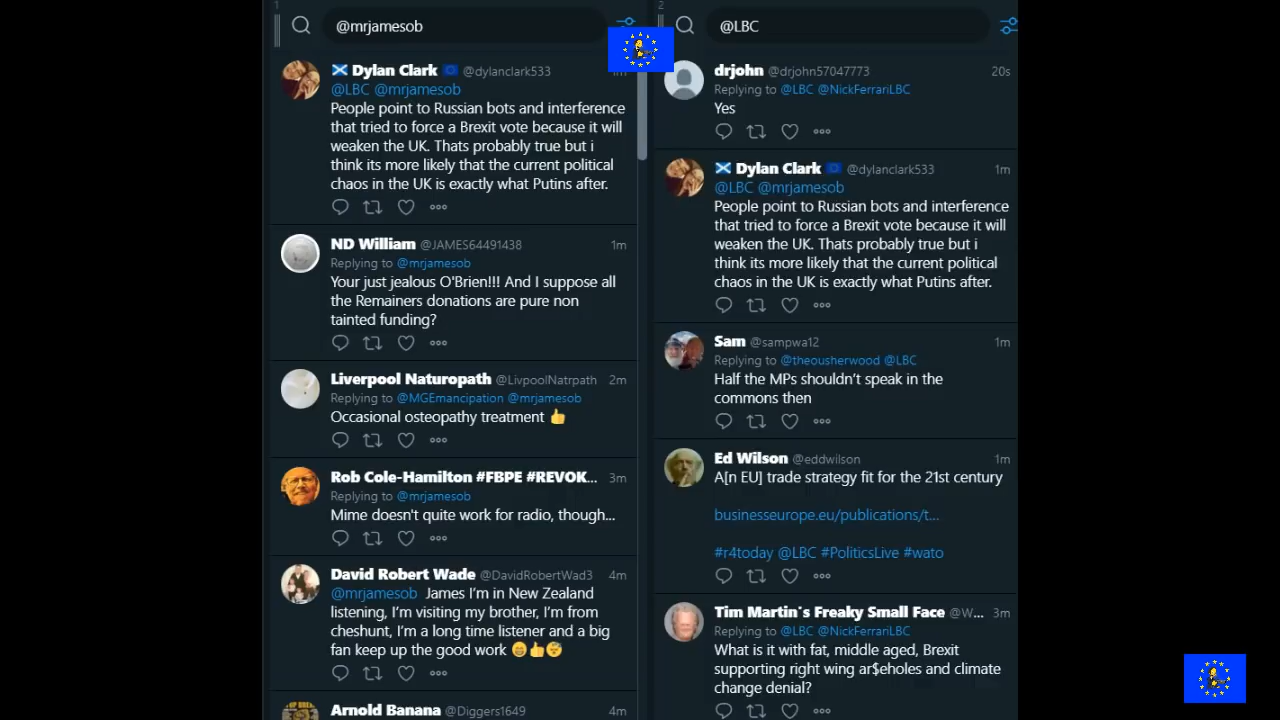 1
@mrjamesob
Dylan Clark @dylanclark533 1m
@LBC @mrjamesob
People point to Russian bots and interference
that tried to force a Brexit vote because it will
weaken the UK. Thats probably true but i
think its more likely that the current political
chaos in the UK is exactly what Putins after.
ND William @JAMES64491438 1m
Replying to @mrjamesob
Your just jealous O'Brien!!! And I suppose all
the Remainers donations are pure non
tainted funding?
Liverpool Naturopath @LivpoolNatrpath 2m
Replying to @MGEmancipation @mrjamesob
Occasional osteopathy treatment 👍
Rob Cole-Hamilton #FBPE #REVOK... 3m
Replying to @mrjamesob
Mime doesn't quite work for radio, though...
David Robert Wade @DavidRobertWad3 4m
@mrjamesob James I'm in New Zealand
listening, I'm visiting my brother, I'm from
cheshunt, I'm a long time listener and a big
fan keep up the good work 😁👍😴
Arnold Banana @Diggers1649 4m
2
@LBC
drjohn @drjohn57047773 20s
Replying to @LBC @NickFerrariLBC
Yes
Dylan Clark @dylanclark533 1m
@LBC @mrjamesob
People point to Russian bots and interference
that tried to force a Brexit vote because it will
weaken the UK. Thats probably true but i
think its more likely that the current political
chaos in the UK is exactly what Putins after.
Sam @sampwa12 1m
Replying to @theousherwood @LBC
Half the MPs shouldn't speak in the
commons then
Ed Wilson @eddwilson 1m
A[n EU] trade strategy fit for the 21st century
businesseurope.eu/publications/t...
#r4today @LBC #PoliticsLive #wato
Tim Martin's Freaky Small Face @W... 3m
Replying to @LBC @NickFerrariLBC
What is it with fat, middle aged, Brexit
supporting right wing ar$eholes and climate
change denial?